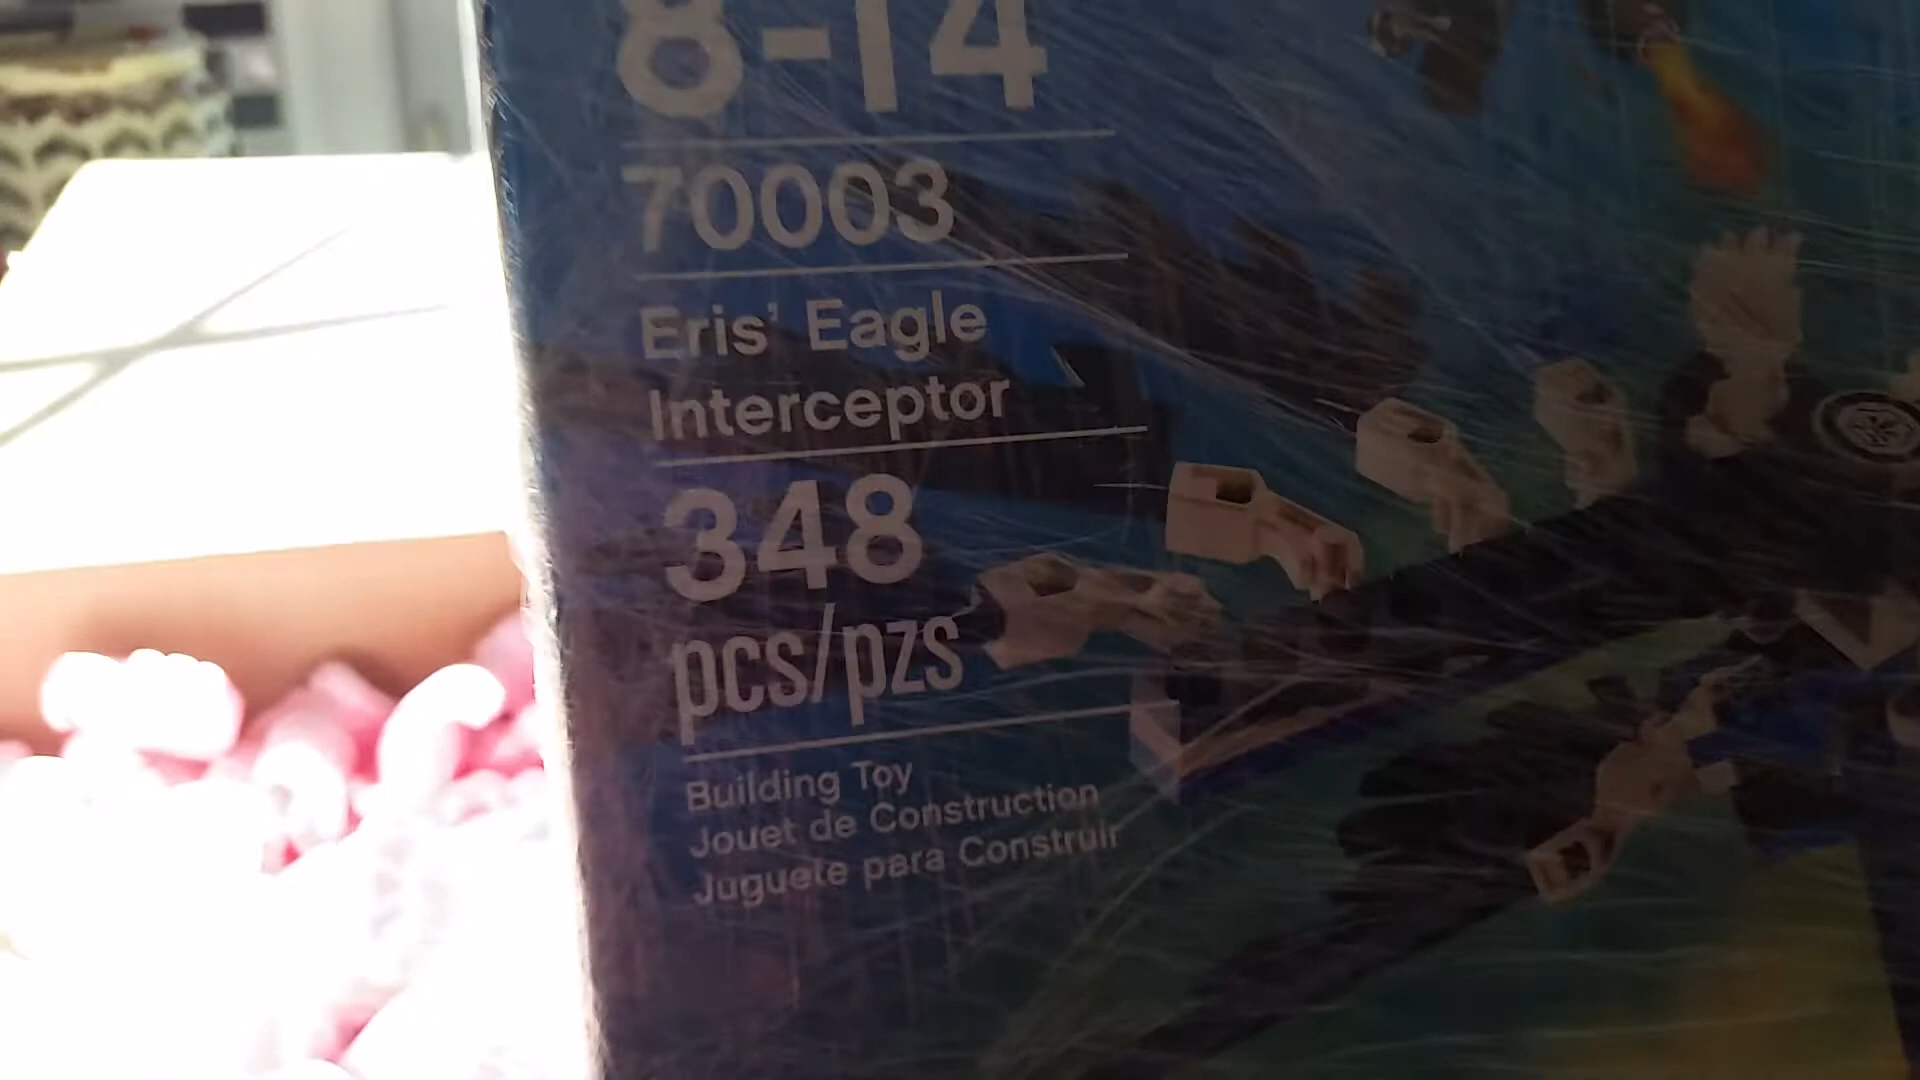 8-14
70003
Eris' Eagle
Interceptor
348
pcs/pzs
Building Toy
Jouet de Construction
Juguete para Construir